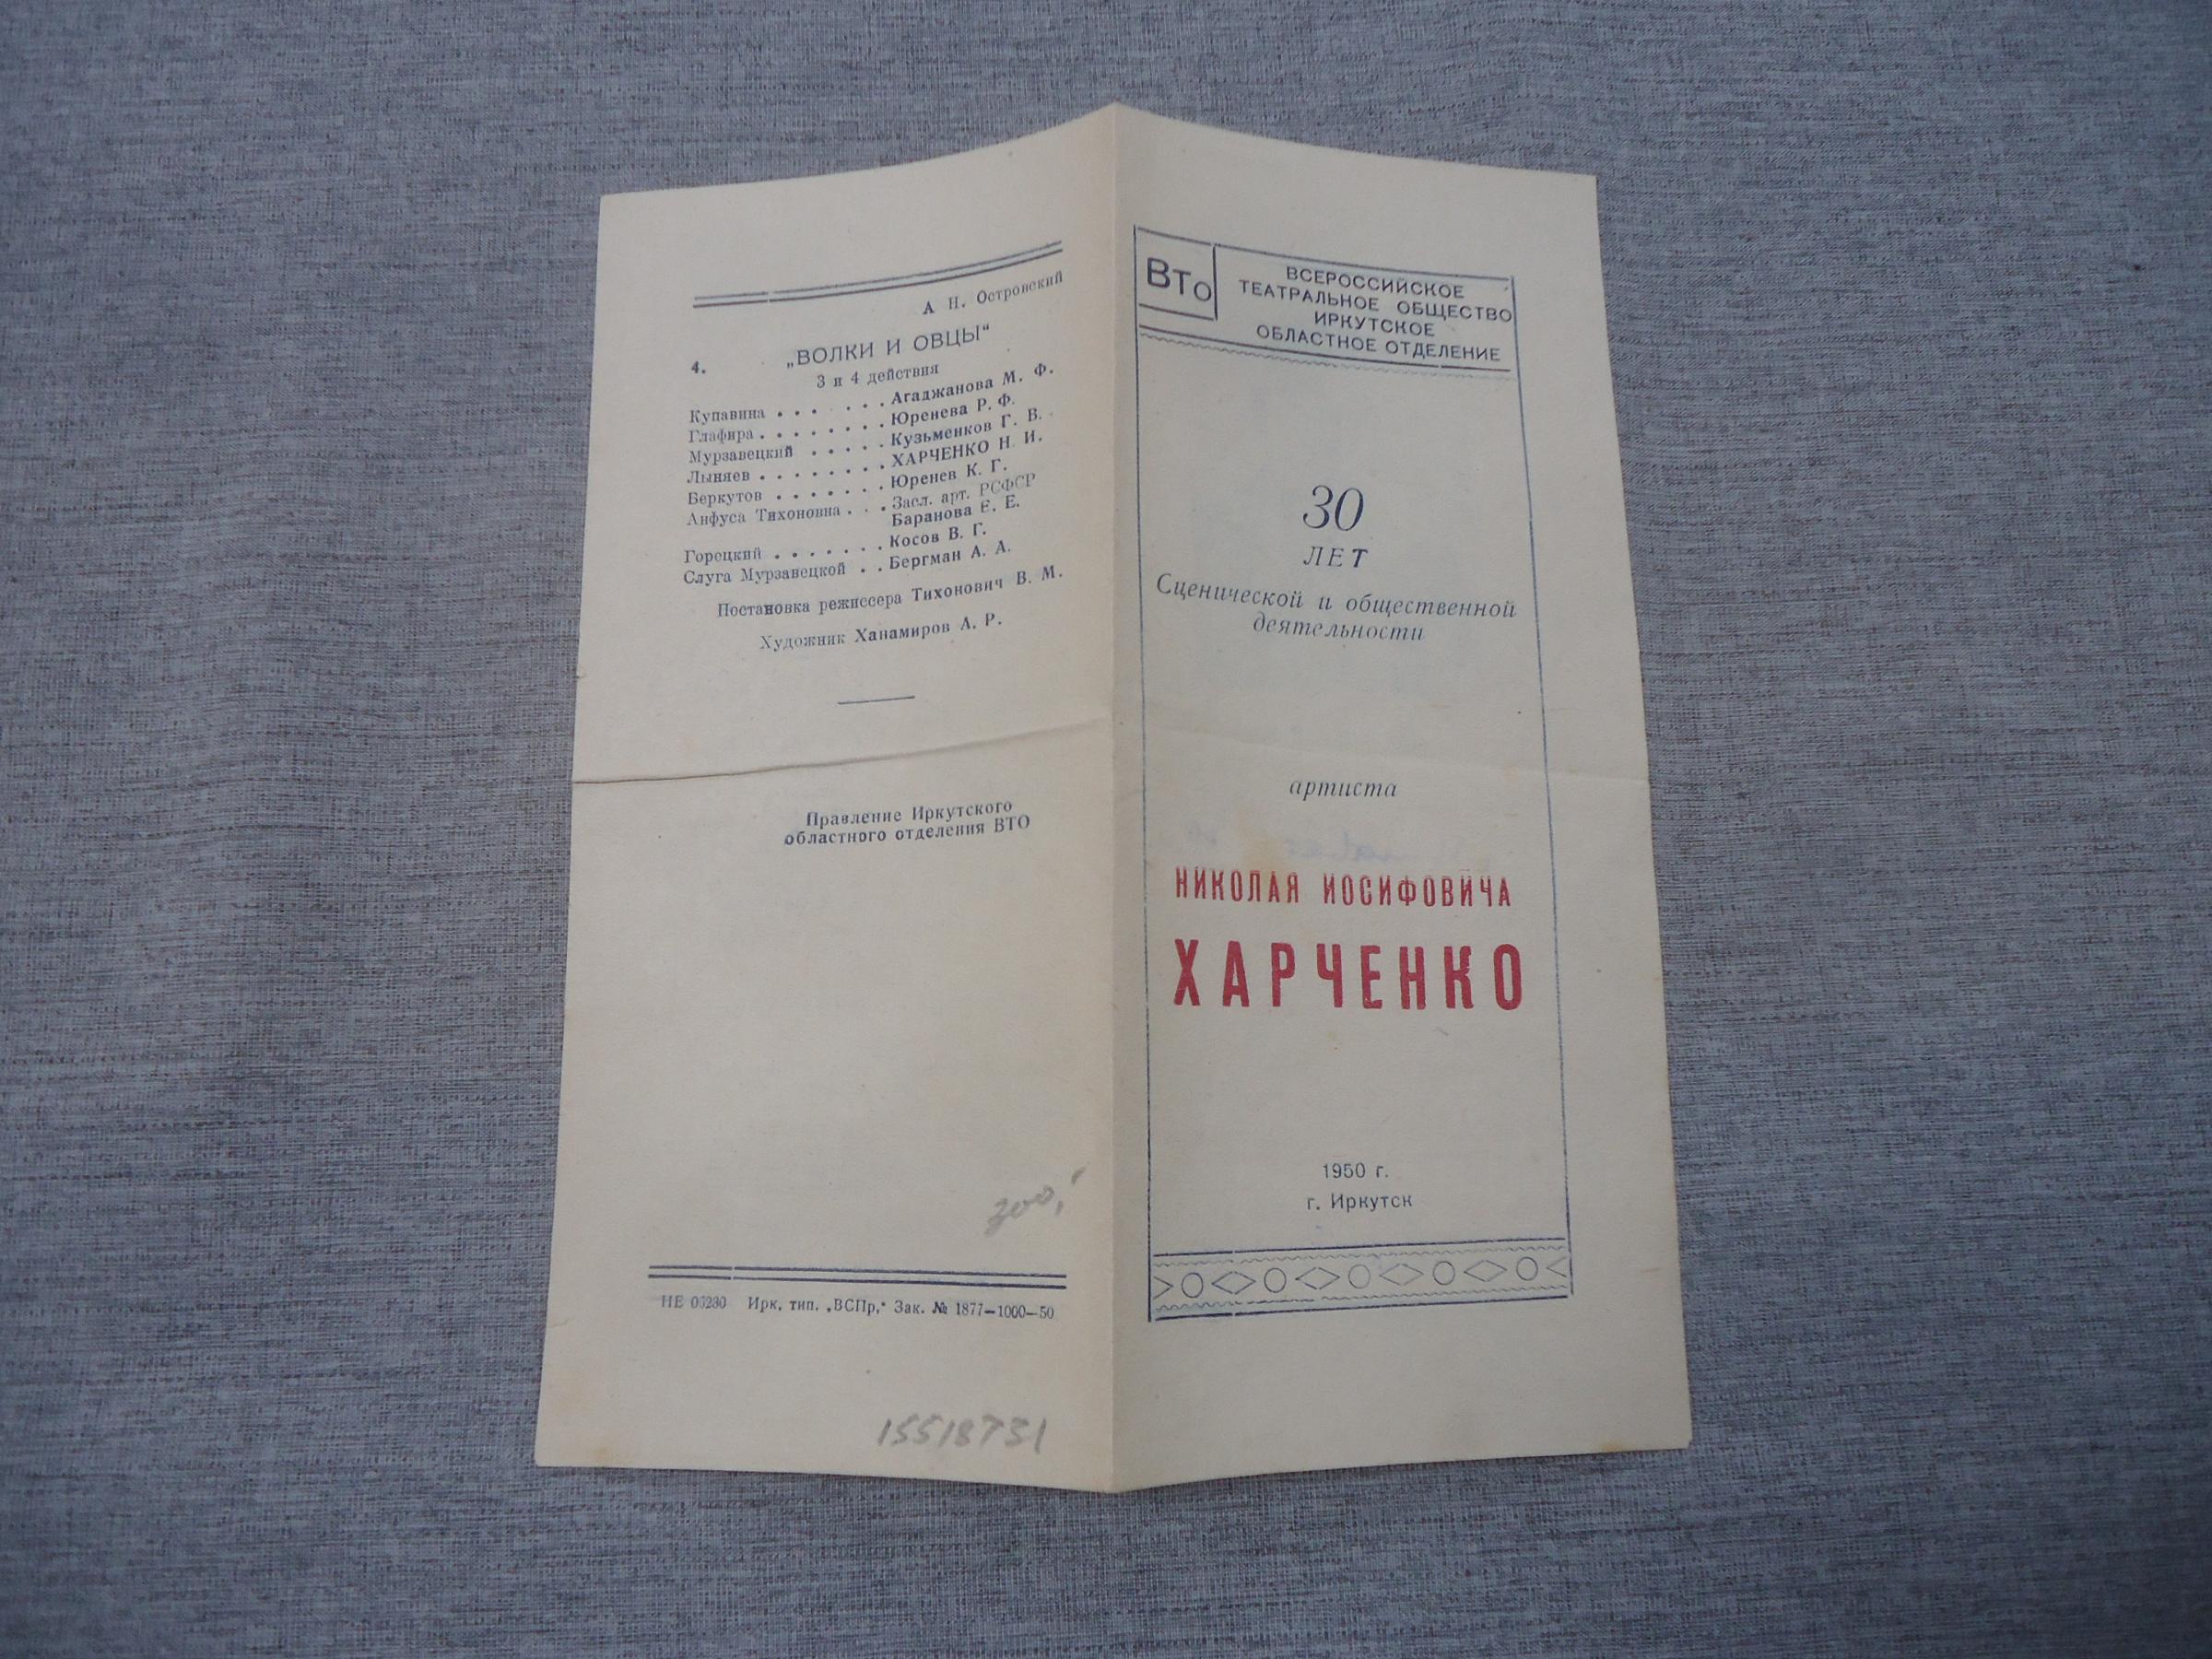 А Н. Островский
4. „ВОЛКИ И ОВЦЫ“
3 и 4 действия
Купавина . . . . . . . Агаджанова М. Ф.
Глафира . . . . . . . . Юренева Р. Ф.
Мурзавецкий . . . . . Кузьменков Г. В.
Лыняев . . . . . . . . ХАРЧЕНКО Н. И.
Беркутов . . . . . . . Юренев К. Г.
Анфуса Тихоновна . . . Засл. арт. РСФСР
Баранова Е. Е.
Горецкий . . . . . . . Косов В. Г.
Слуга Мурзавецкой . . Бергман А. А.
Постановка режиссера Тихонович В. М.
Художник Ханамиров А. Р.
Правление Иркутского
областного отделения ВТО
300,
НЕ Ирк. тип. „ВСПр,“ Зак. № 1877—1000—50
15518731
ВТО
ВСЕРОССИЙСКОЕ
ТЕАТРАЛЬНОЕ ОБЩЕСТВО
ИРКУТСКОЕ
ОБЛАСТНОЕ ОТДЕЛЕНИЕ
30
ЛЕТ
Сценической и общественной
деятельности
артиста
НИКОЛАЯ ИОСИФОВИЧА
ХАРЧЕНКО
1950 г.
г. Иркутск